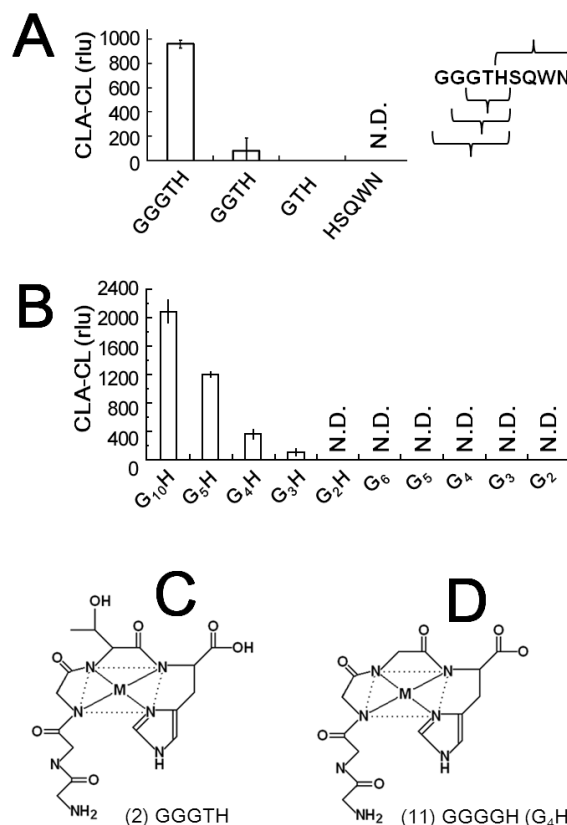 A
CLA-CL (rlu)
1000
800
600
400
200
0
N.D.
GGGTH
GGTH
GTH
HSQWN
GGGTHSQWN
B
CLA-CL (rlu)
2400
2000
1600
1200
800
400
0
N.D. N.D. N.D. N.D. N.D. N.D.
G10H
G5H
G4H
G3H
G2H
G6
G5
G4
G3
G2
C
OH
O
O
OH
O
N
N
M
N
N
O
NH
N
H
O
NH2
(2) GGGTH
D
O
O
O
O
N
N
M
N
N
O
NH
N
H
O
NH2
(11) GGGGH (G4H